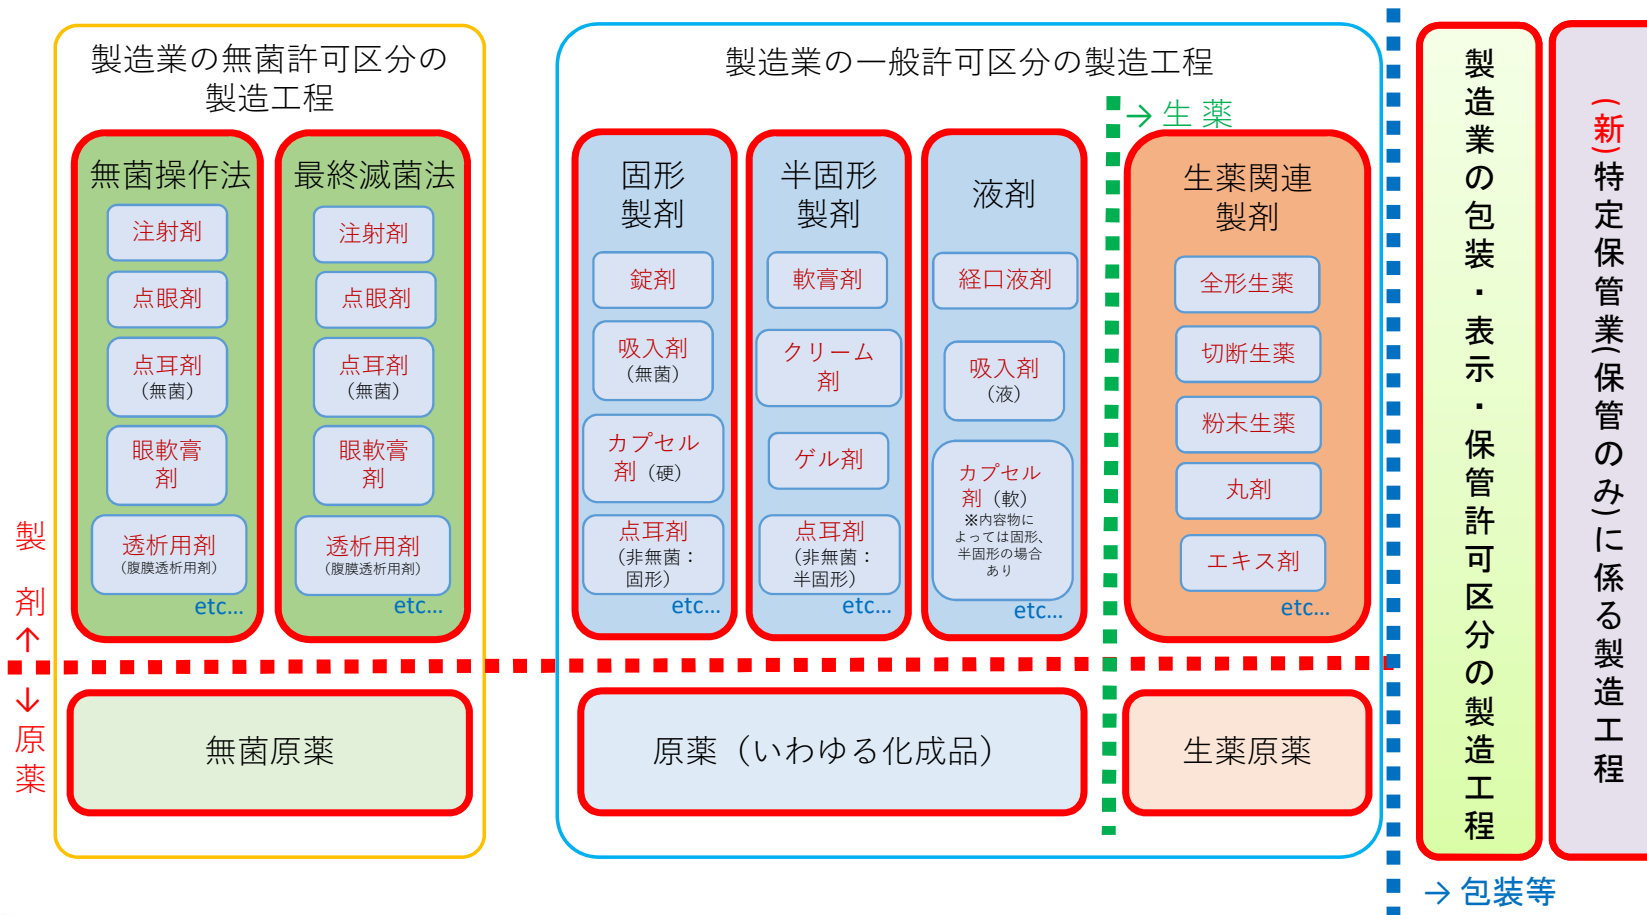 製造業の無菌許可区分の
製造工程
無菌操作法
注射剤
点眼剤
点耳剤
（無菌）
眼軟膏
剤
透析用剤
（腹膜透析用剤）
etc...
最終滅菌法
注射剤
点眼剤
点耳剤
（無菌）
眼軟膏
剤
透析用剤
（腹膜透析用剤）
etc...
製造業の一般許可区分の製造工程
固形
製剤
錠剤
吸入剤
（無菌）
カプセル
剤（硬）
点耳剤
（非無菌：
固形）
etc...
半固形
製剤
軟膏剤
クリーム
剤
ゲル剤
点耳剤
（非無菌：
半固形）
etc...
液剤
経口液剤
吸入剤
（液）
カプセル
剤（軟）
※内容物に
よっては固形、
半固形の場合
あり
etc...
→生 薬
生薬関連
製剤
全形生薬
切断生薬
粉末生薬
丸剤
エキス剤
etc...
製 剤↑
↓原薬
無菌原薬
原薬（いわゆる化成品）
生薬原薬
製造業の包装・表示・保管許可区分の製造工程
(新)特定保管業(保管のみ)に係る製造工程
→包装等